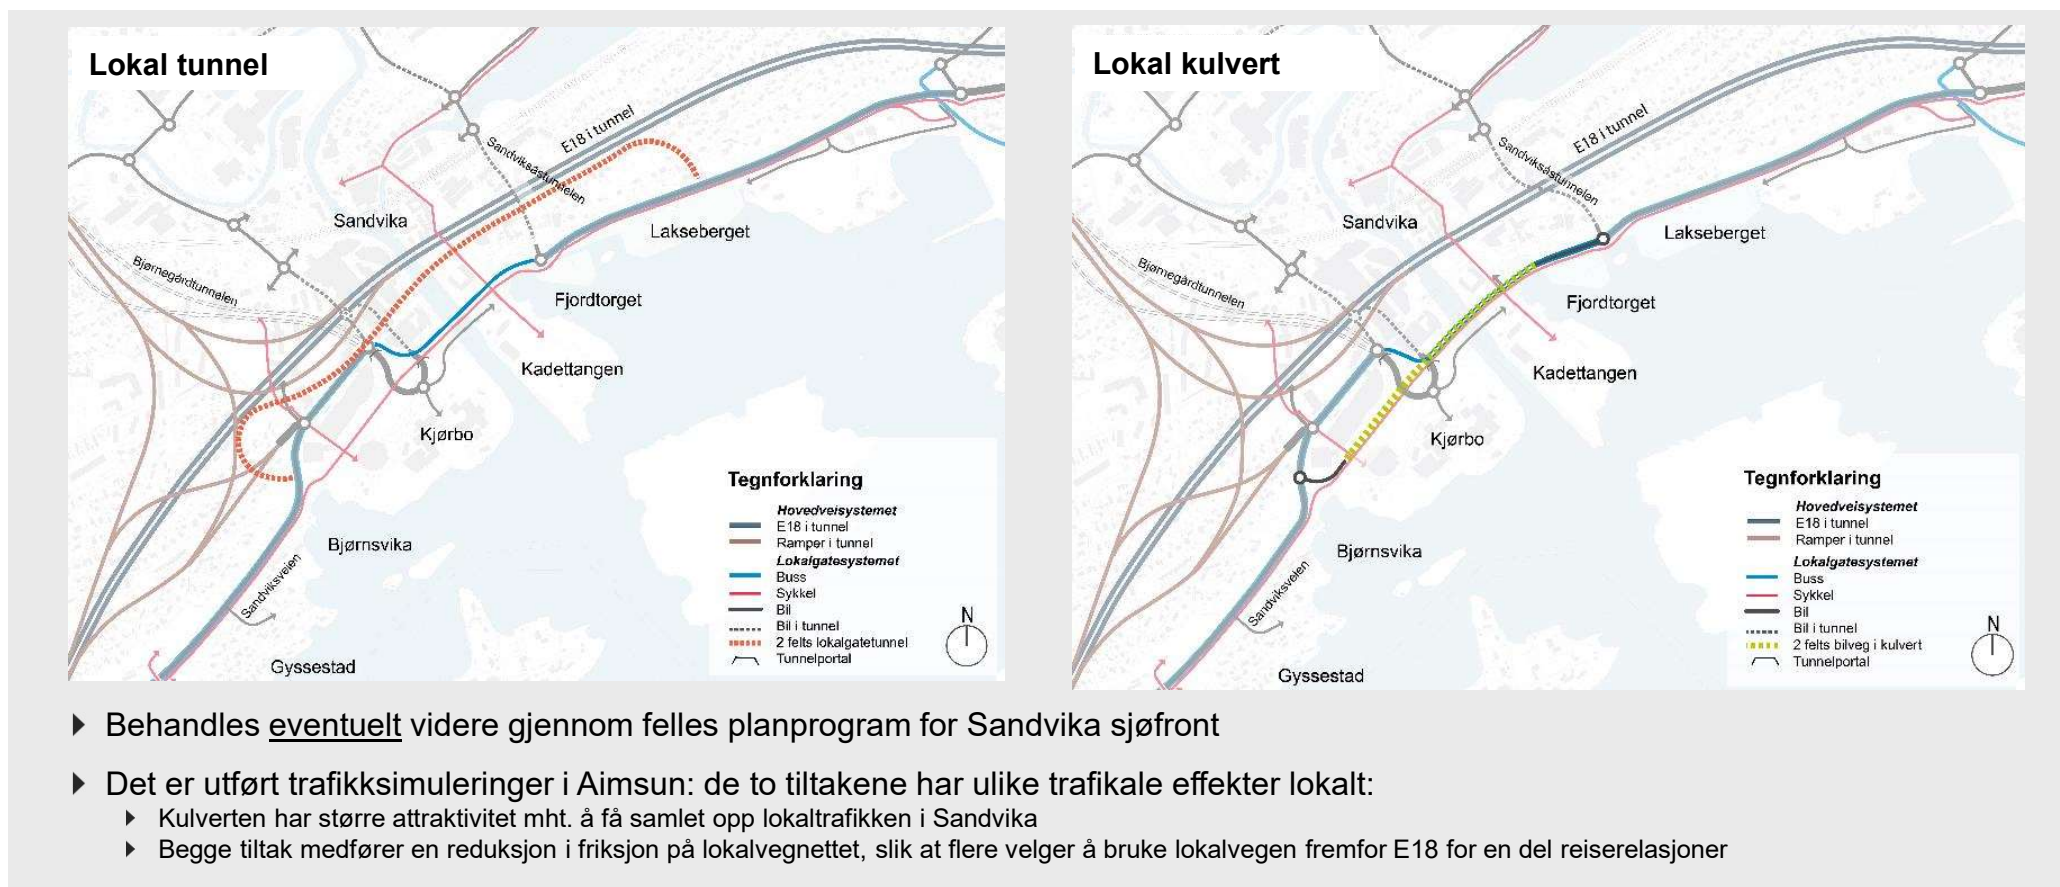 Lokal tunnel
E18 i tunnel
Sandviksåstunnelen
Sandvika
Lakseberget
Bjørnegårdtunnelen
Fjordtorget
Kadettangen
Kjørbo
Tegnforklaring
Hovedveisystemet
E18 i tunnel
Ramper i tunnel
Lokalgatesystemet
Buss
Sykkel
Bil
Bil i tunnel
2 felts lokalgatetunnel
Tunnelportal
N
Bjørnsvika
Sandviksveien
Gyssestad
Lokal kulvert
E18 i tunnel
Sandviksåstunnelen
Sandvika
Lakseberget
Bjørnegårdtunnelen
Fjordtorget
Kadettangen
Kjørbo
Tegnforklaring
Hovedveisystemet
E18 i tunnel
Ramper i tunnel
Lokalgatesystemet
Buss
Sykkel
Bil
Bil i tunnel
2 felts bilveg i kulvert
Tunnelportal
N
Bjørnsvika
Sandviksveien
Gyssestad
Behandles eventuelt videre gjennom felles planprogram for Sandvika sjøfront
Det er utført trafikksimuleringer i Aimsun: de to tiltakene har ulike trafikale effekter lokalt:
Kulverten har større attraktivitet mht. å få samlet opp lokaltrafikken i Sandvika
Begge tiltak medfører en reduksjon i friksjon på lokalvegnettet, slik at flere velger å bruke lokalvegen fremfor E18 for en del reiserelasjoner